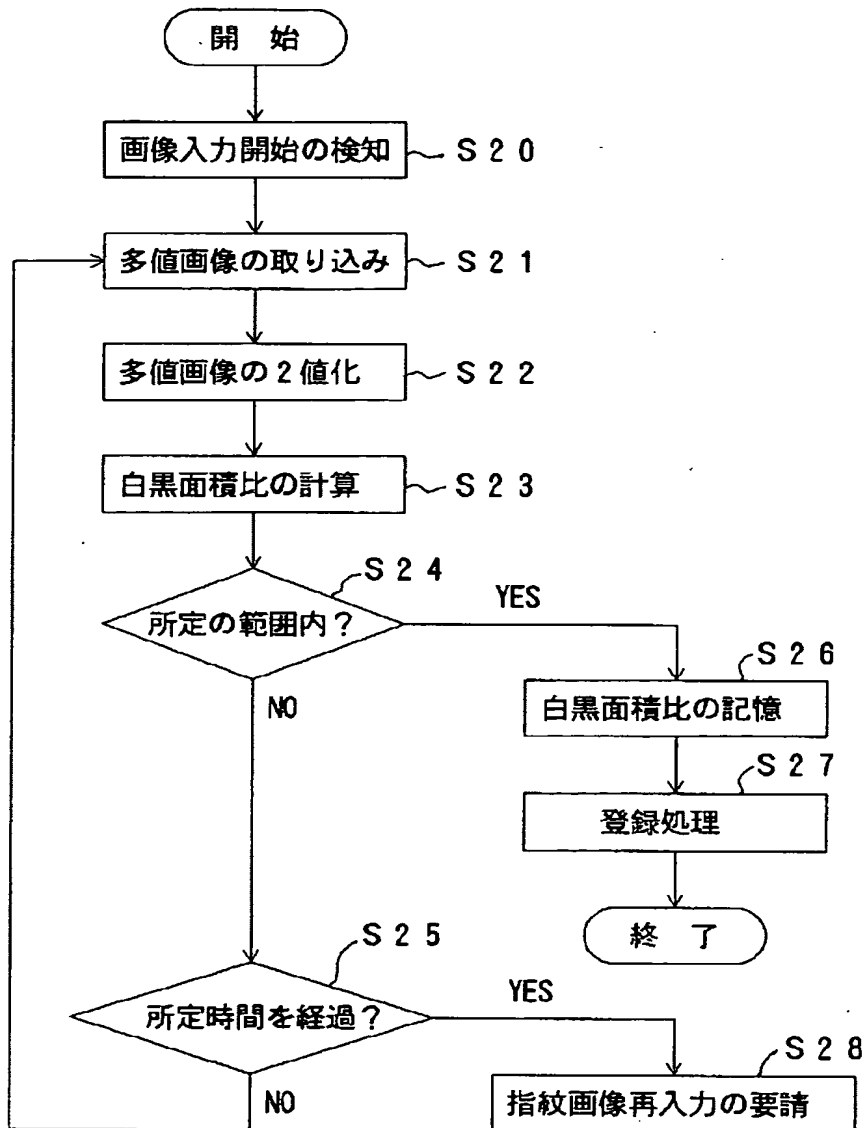 開 始
画像入力開始の検知 S20
多値画像の取り込み S21
多値画像の2値化 S22
白黒面積比の計算 S23
S24
所定の範囲内? YES
NO
S26
白黒面積比の記憶
S27
登録処理
終 了
S25
所定時間を経過? YES
NO
S28
指紋画像再入力の要請